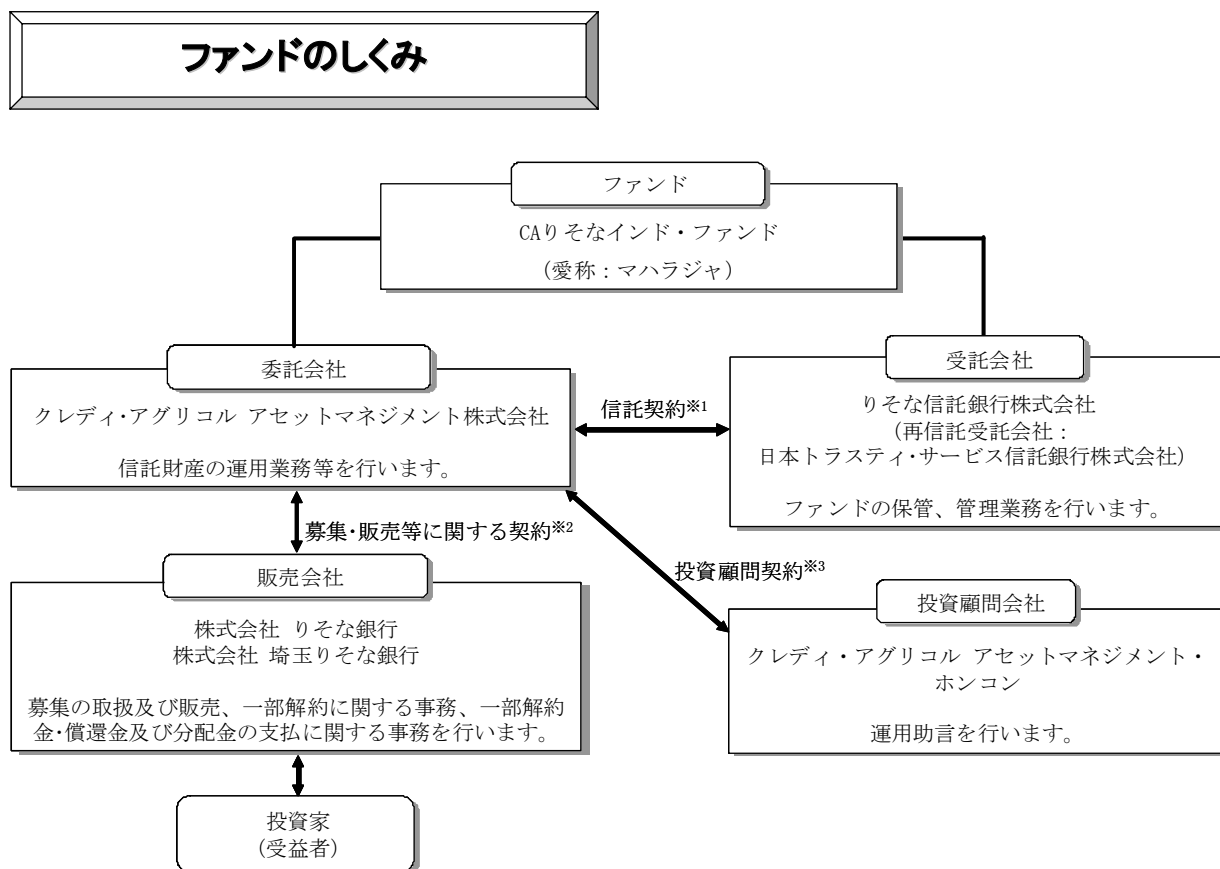 ファンドのしくみ
ファンド
CAりそなインド・ファンド
(愛称：マハラジャ)
委託会社
クレディ・アグリコル アセットマネジメント株式会社
信託財産の運用業務等を行います。
信託契約※1
受託会社
りそな信託銀行株式会社
(再信託受託会社：
日本トラスティ・サービス信託銀行株式会社)
ファンドの保管、管理業務を行います。
募集・販売等に関する契約※2
投資顧問契約※3
販売会社
株式会社 りそな銀行
株式会社 埼玉りそな銀行
募集の取扱及び販売、一部解約に関する事務、一部解約
金・償還金及び分配金の支払に関する事務を行います。
投資顧問会社
クレディ・アグリコル アセットマネジメント・
ホンコン
運用助言を行います。
投資家
(受益者)